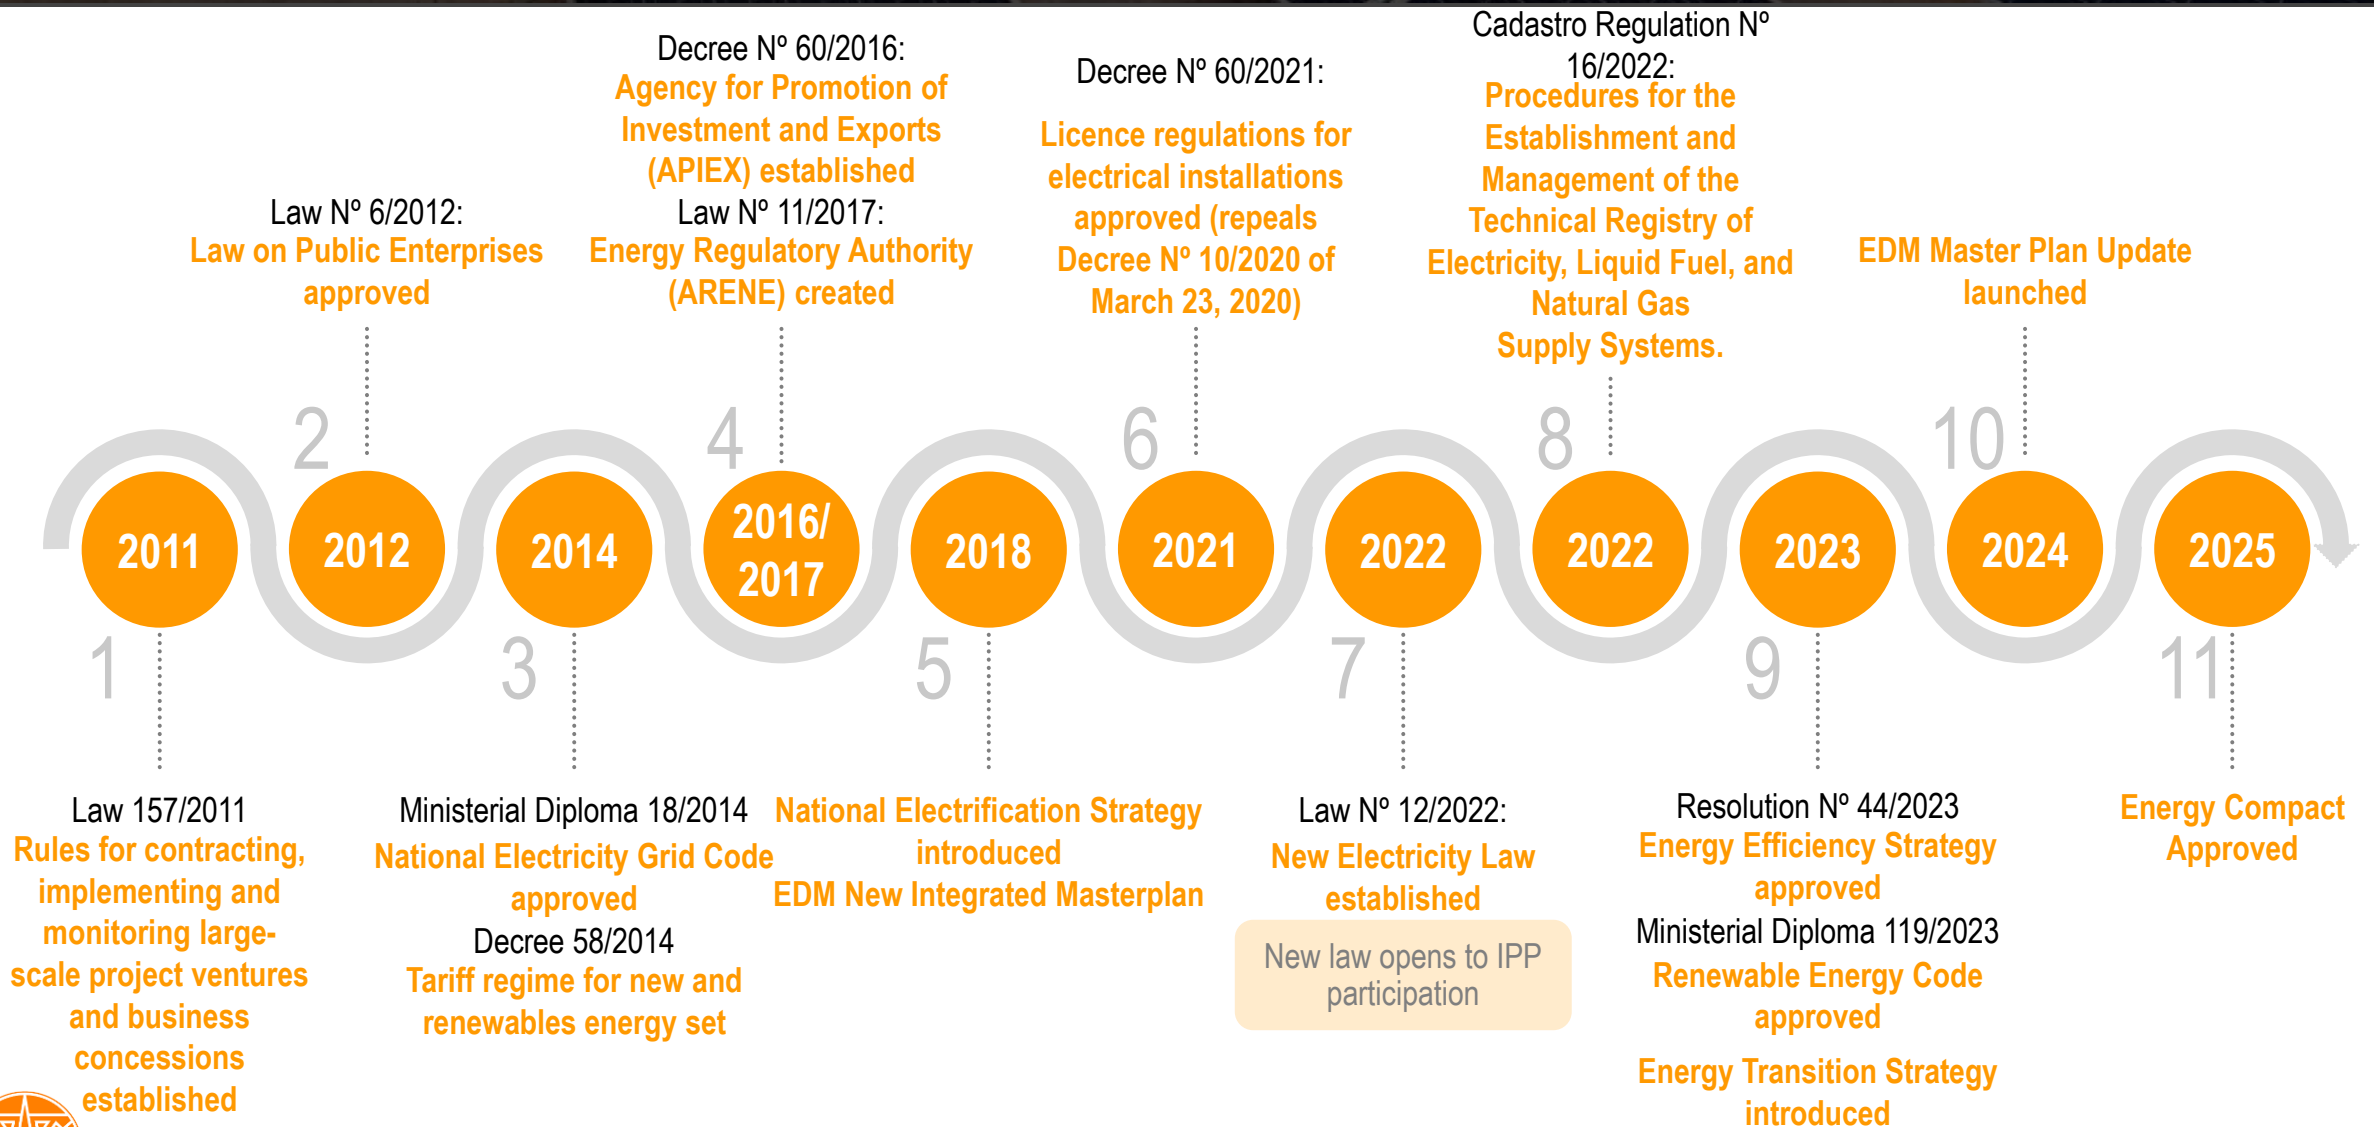 Law Nº 6/2012:
Law on Public Enterprises
approved
Decree Nº 60/2016:
Agency for Promotion of
Investment and Exports
(APIEX) established
Law Nº 11/2017:
Energy Regulatory Authority
(ARENE) created
Decree Nº 60/2021:
Licence regulations for
electrical installations
approved (repeals
Decree Nº 10/2020 of
March 23, 2020)
Cadastro Regulation Nº
16/2022:
Procedures for the
Establishment and
Management of the
Technical Registry of
Electricity, Liquid Fuel, and
Natural Gas
Supply Systems.
EDM Master Plan Update
launched
2
4
6
8
10
2011
2012
2014
2016/
2017
2018
2021
2022
2022
2023
2024
2025
1
3
5
7
9
11
Law 157/2011
Rules for contracting,
implementing and
monitoring large-
scale project ventures
and business
concessions
established
Ministerial Diploma 18/2014
National Electricity Grid Code
approved
Decree 58/2014
Tariff regime for new and
renewables energy set
National Electrification Strategy
introduced
EDM New Integrated Masterplan
Law Nº 12/2022:
New Electricity Law
established
New law opens to IPP
participation
Resolution Nº 44/2023
Energy Efficiency Strategy
approved
Ministerial Diploma 119/2023
Renewable Energy Code
approved
Energy Transition Strategy
introduced
Energy Compact
Approved